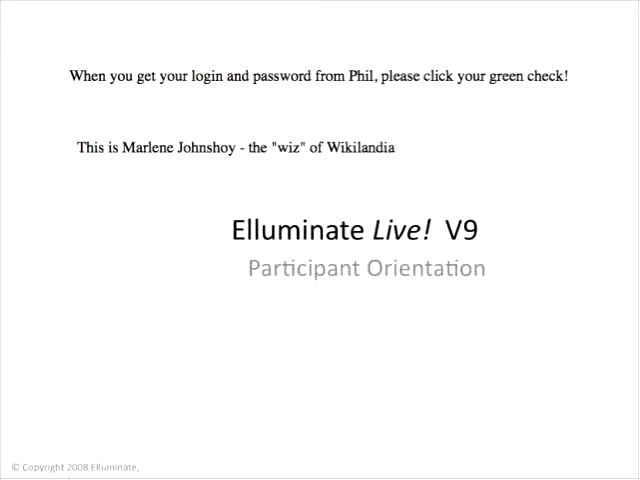 When you get your login and password from Phil, please click your green check!
This is Marlene Johnshoy - the "wiz" of Wikilandia
Elluminate Live! V9
Participant Orientation
© Copyright 2008 Elluminate,